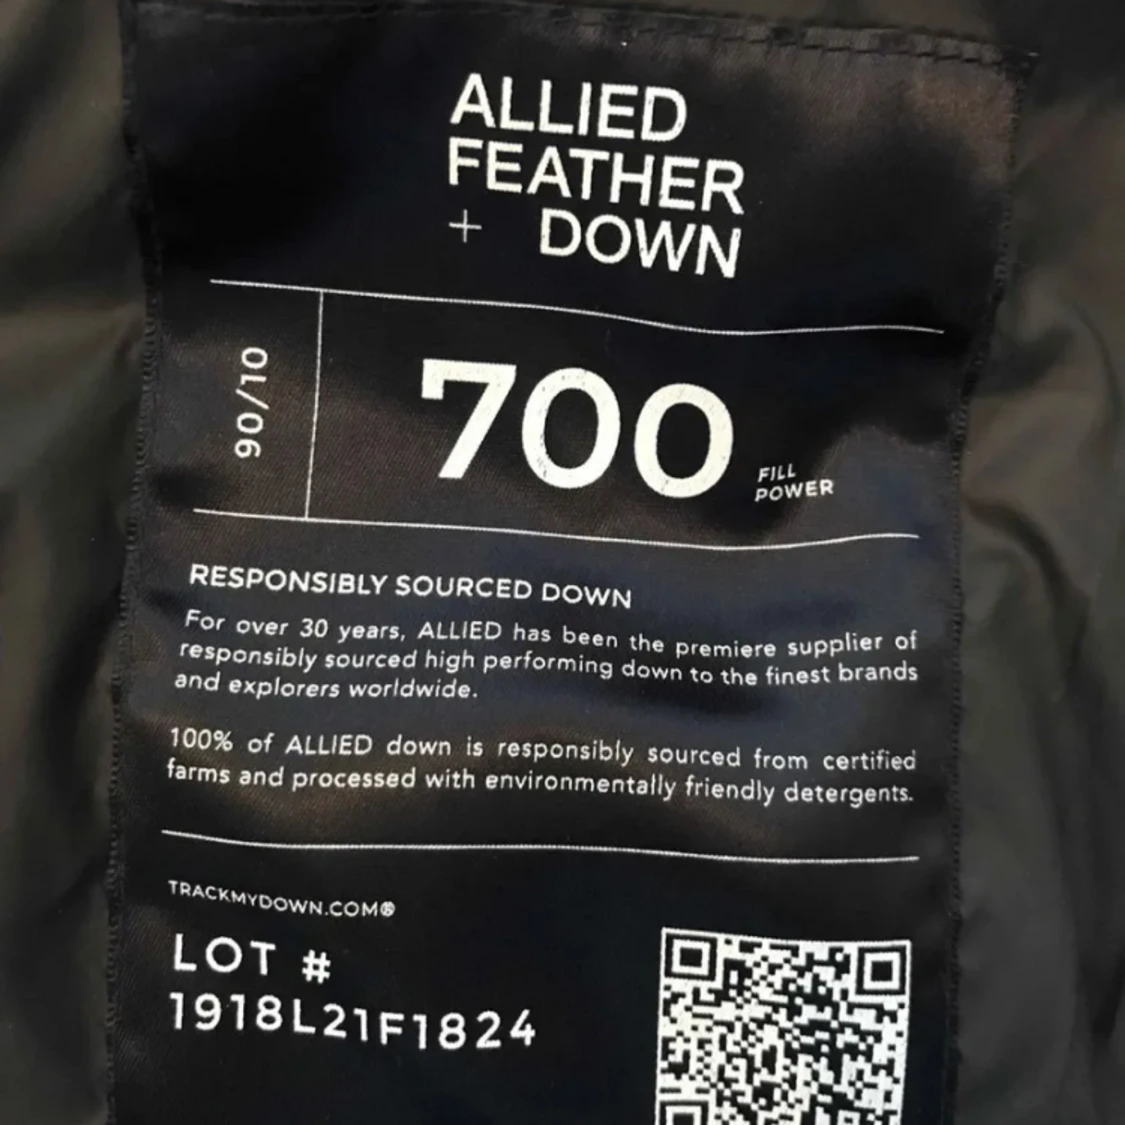 ALLIED
FEATHER
+ DOWN
90/10
700
FILL
POWER
RESPONSIBLY SOURCED DOWN
For over 30 years, ALLIED has been the premiere supplier of
responsibly sourced high performing down to the finest brands
and explorers worldwide.
100% of ALLIED down is responsibly sourced from certified
farms and processed with environmentally friendly detergents.
TRACKMYDOWN.COM®
LOT #
1918L21F1824